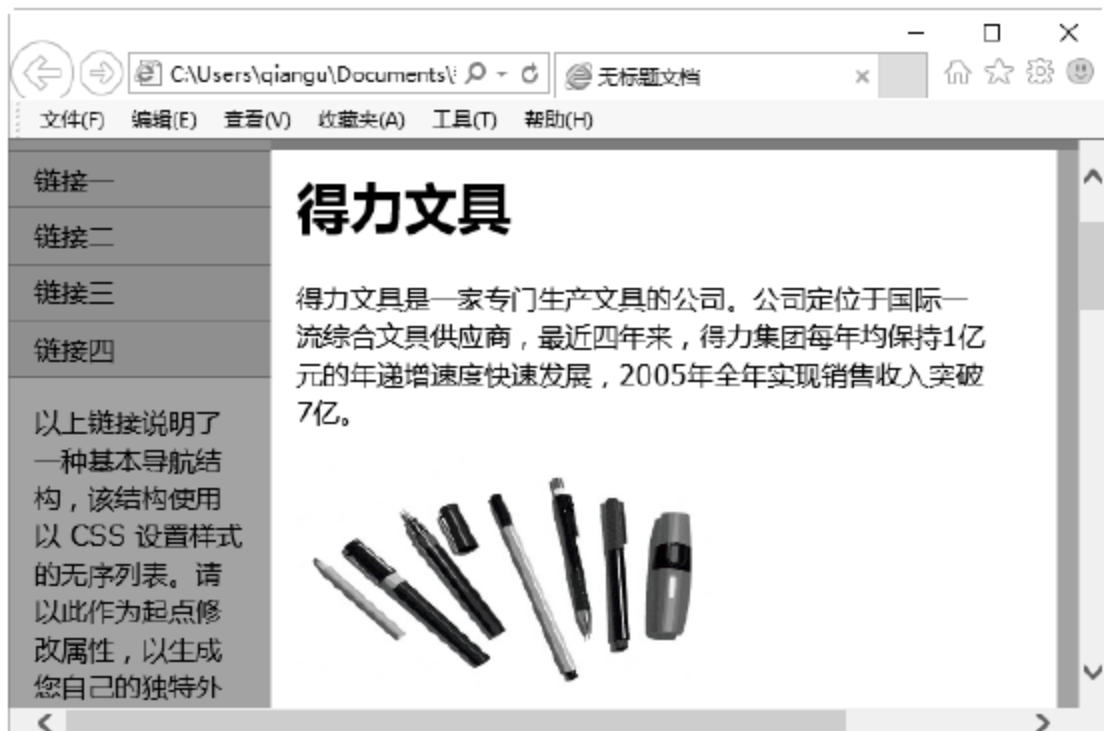 C:\Users\qiangu\Documents\
无标题文档
文件(F) 编辑(E) 查看(V) 收藏夹(A) 工具(T) 帮助(H)
链接一
链接二
链接三
链接四
以上链接说明了
一种基本导航结
构，该结构使用
以 CSS 设置样式
的无序列表。请
以此作为起点修
改属性，以生成
您自己的独特外
得力文具
得力文具是一家专门生产文具的公司。公司定位于国际一
流综合文具供应商，最近四年来，得力集团每年均保持1亿
元的年递增速度快速发展，2005年全年实现销售收入突破
7亿。